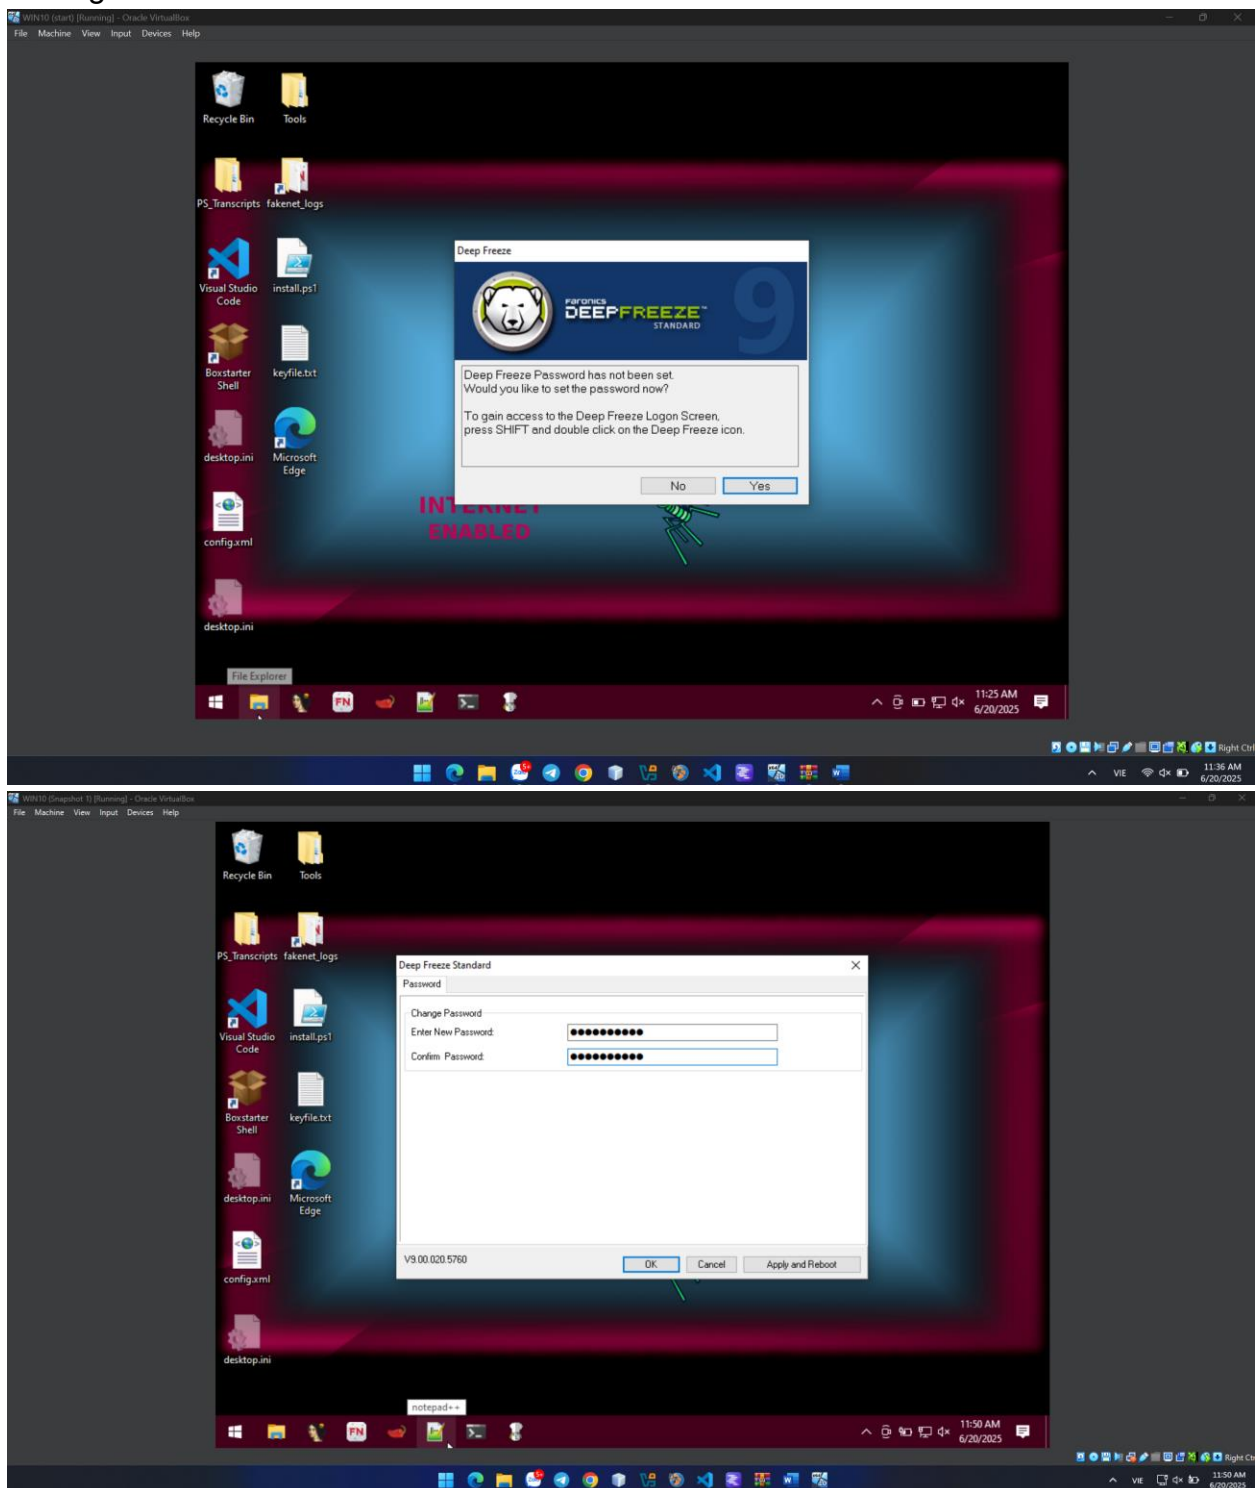 WIN10 (start) [Running] - Oracle VirtualBox
File Machine View Input Devices Help
Recycle Bin Tools
PS_Transcripts fakenet_logs
Visual Studio Code install.ps1
Boxstarter Shell keyfile.txt
desktop.ini Microsoft Edge
config.xml
desktop.ini
Deep Freeze
Faronics
DEEPFREEZE™
STANDARD
9
Deep Freeze Password has not been set.
Would you like to set the password now?
To gain access to the Deep Freeze Logon Screen,
press SHIFT and double click on the Deep Freeze icon.
No Yes
INTERNET
ENABLED
File Explorer
FN
11:25 AM
6/20/2025
Right Ctrl
VIE
11:36 AM
6/20/2025
WIN10 (Snapshot 1) [Running] - Oracle VirtualBox
File Machine View Input Devices Help
Recycle Bin Tools
PS_Transcripts fakenet_logs
Visual Studio Code install.ps1
Boxstarter Shell keyfile.txt
desktop.ini Microsoft Edge
config.xml
desktop.ini
Deep Freeze Standard
Password
Change Password
Enter New Password:
Confirm Password:
V9.00.020.5760
OK Cancel Apply and Reboot
notepad++
FN
11:50 AM
6/20/2025
Right Ctrl
VIE
11:50 AM
6/20/2025